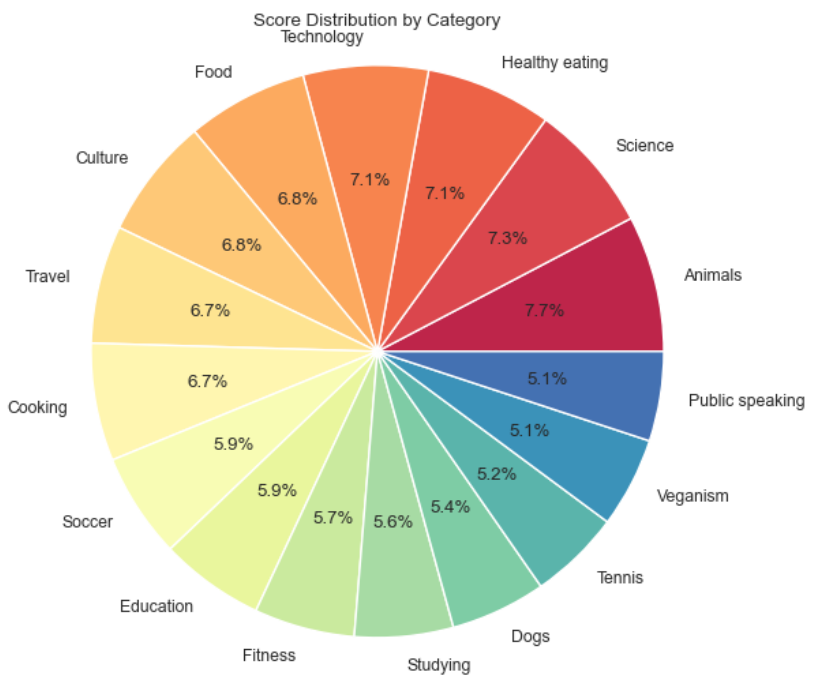 Score Distribution by Category
Technology
Food
Healthy eating
Culture
Science
7.1%
7.1%
6.8%
6.8%
7.3%
Travel
Animals
6.7%
7.7%
Cooking
6.7%
5.1%
Public speaking
5.9%
5.1%
5.9%
5.2%
5.7%
5.6%
5.4%
Soccer
Veganism
Education
Tennis
Fitness
Studying
Dogs